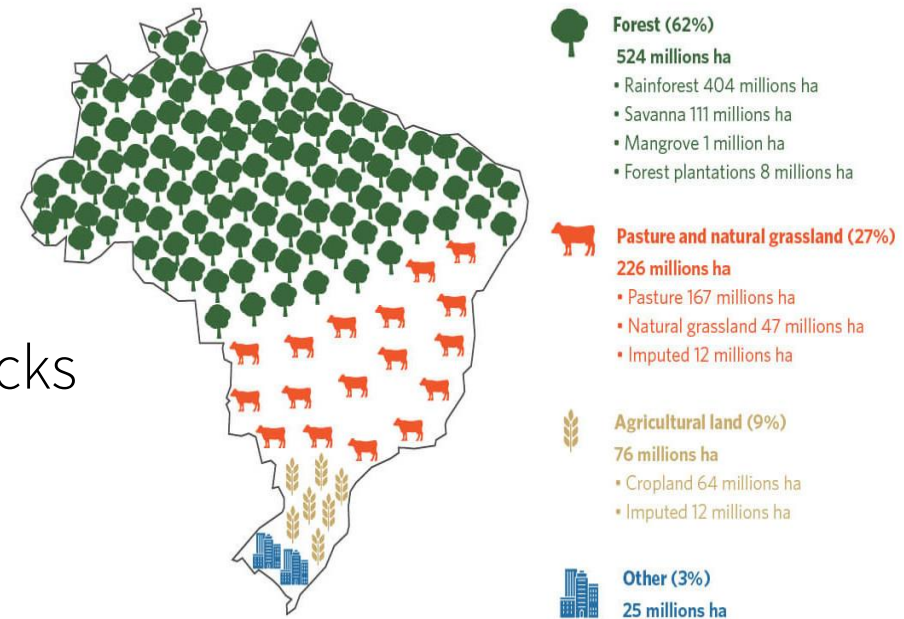 cks
Forest (62%)
524 millions ha
• Rainforest 404 millions ha
• Savanna 111 millions ha
• Mangrove 1 million ha
• Forest plantations 8 millions ha
Pasture and natural grassland (27%)
226 millions ha
• Pasture 167 millions ha
• Natural grassland 47 millions ha
• Imputed 12 millions ha
Agricultural land (9%)
76 millions ha
• Cropland 64 millions ha
• Imputed 12 millions ha
Other (3%)
25 millions ha